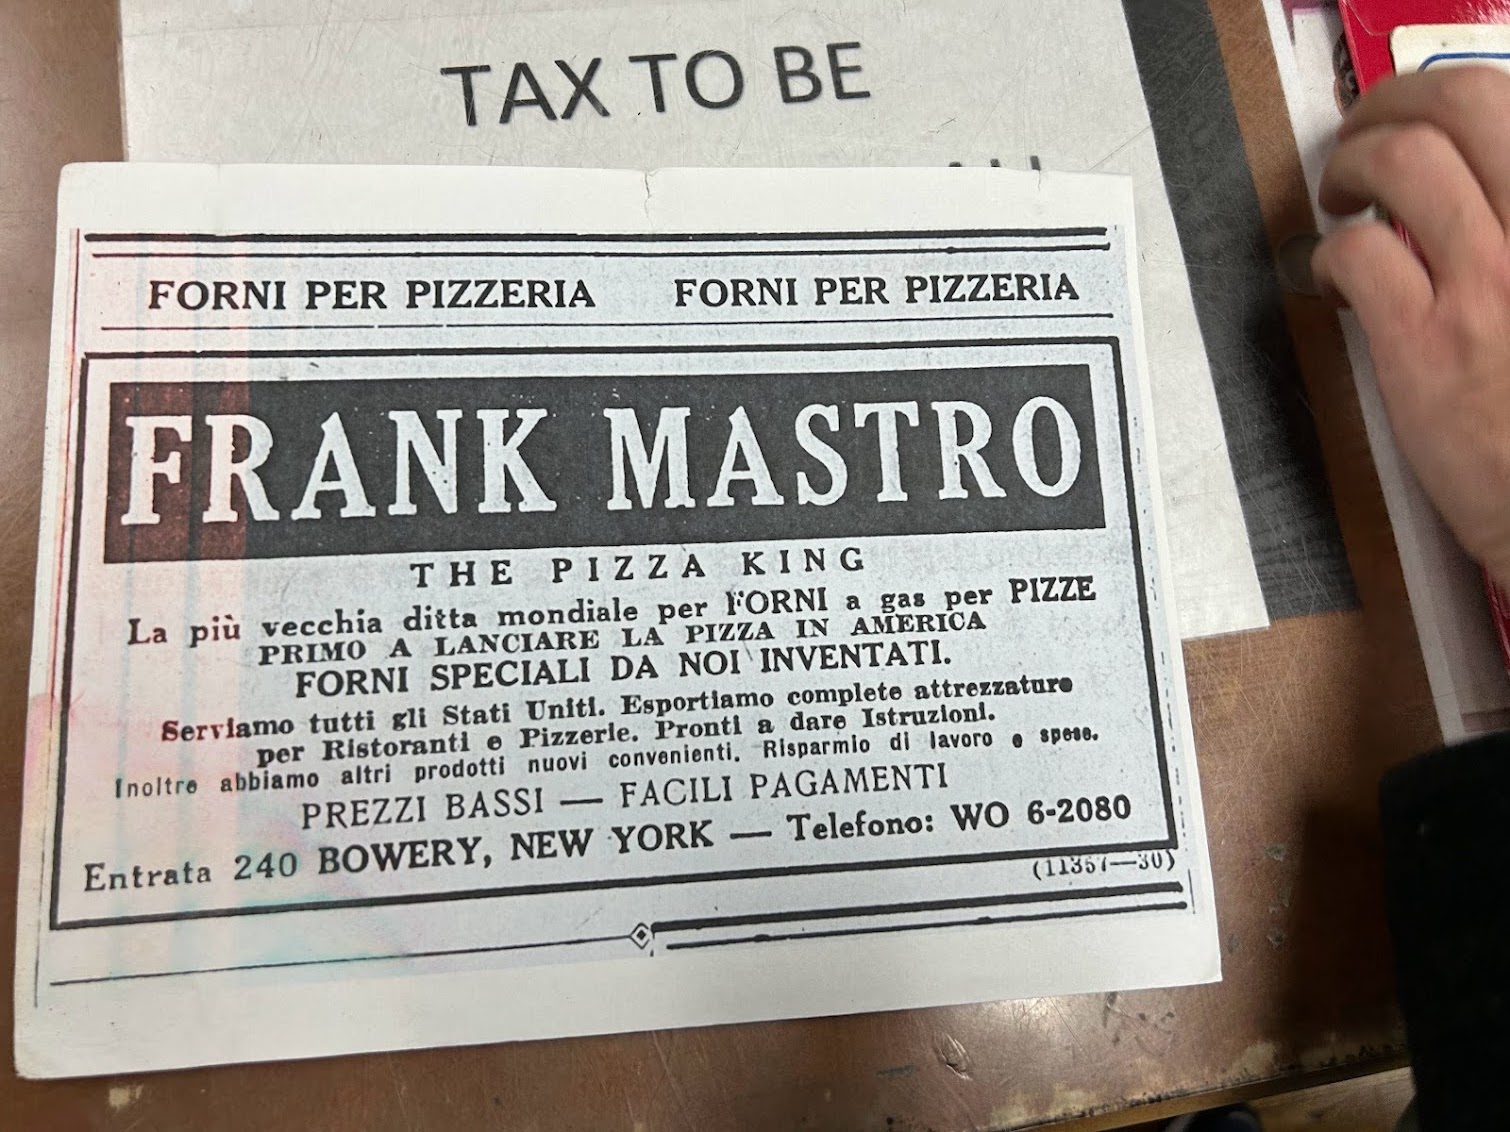 TAX TO BE
FORNI PER PIZZERIA FORNI PER PIZZERIA
FRANK MASTRO
THE PIZZA KING
La più vecchia ditta mondiale per FORNI a gas per PIZZE
PRIMO A LANCIARE LA PIZZA IN AMERICA
FORNI SPECIALI DA NOI INVENTATI.
Serviamo tutti gli Stati Uniti. Esportiamo complete attrezzature
per Ristoranti e Pizzerie. Pronti a dare Istruzioni.
Inoltre abbiamo altri prodotti nuovi convenienti. Risparmio di lavoro e spese.
PREZZI BASSI — FACILI PAGAMENTI
Entrata 240 BOWERY, NEW YORK — Telefono: WO 6-2080
(11357—30)